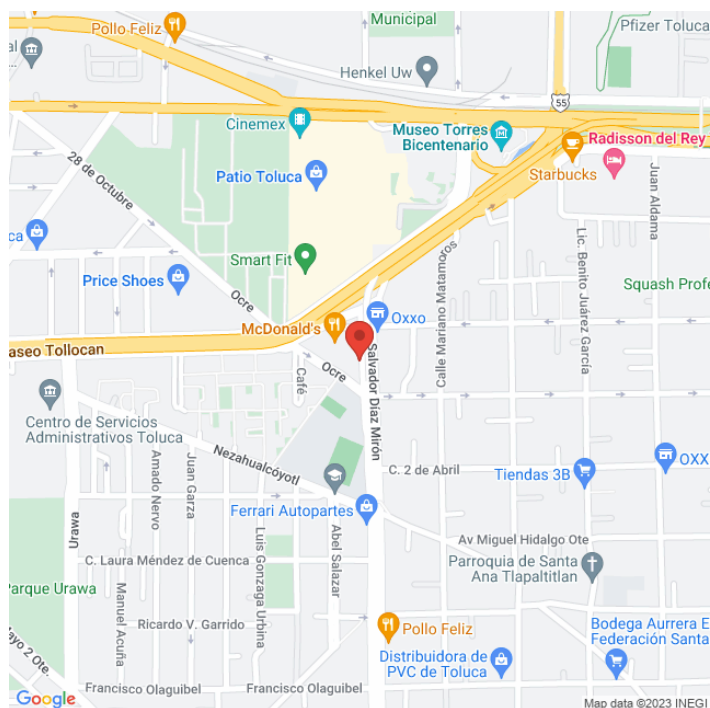 Municipal
Pfizer Toluca
Pollo Feliz
al
...
Henkel Uw
55
Cinemex
Museo Torres
Bicentenario
Radisson del Rey
Starbucks
28 de Octubre
Patio Toluca
Juan Aldama
ca
Smart Fit
Calle Mariano Matamoros
Lic. Benito Juárez García
Price Shoes
Ocre
Squash Profe
Oxxo
McDonald's
aseo Tollocan
Ocre
Salvador Díaz Mirón
Café
Centro de Servicios
Administrativos Toluca
Nezahualcóyotl
C. 2 de Abril
OXX
Tiendas 3B
Amado Nervo
Juan Garza
Ferrari Autopartes
Urawa
Luis Gonzaga Urbina
Abel Salazar
Av Miguel Hidalgo Ote
C. Laura Méndez de Cuenca
Parroquia de Santa
Ana Tlapaltitlan
Parque Urawa
Manuel Acuña
Ricardo V. Garrido
Pollo Feliz
Bodega Aurrera E
Federación Santa
Mayo 2 Ote.
Distribuidora de
PVC de Toluca
Francisco Olaguibel
Francisco Olaguibel
Google
Map data ©2023 INEGI